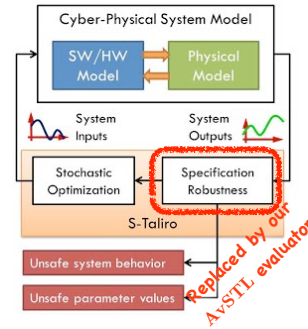 Cyber-Physical System Model
SW/HW
Model
Physical
Model
System
Inputs
System
Outputs
Stochastic
Optimization
Specification
Robustness
S-Taliro
Replaced by our
AvSTL evaluator
Unsafe system behavior
Unsafe parameter values